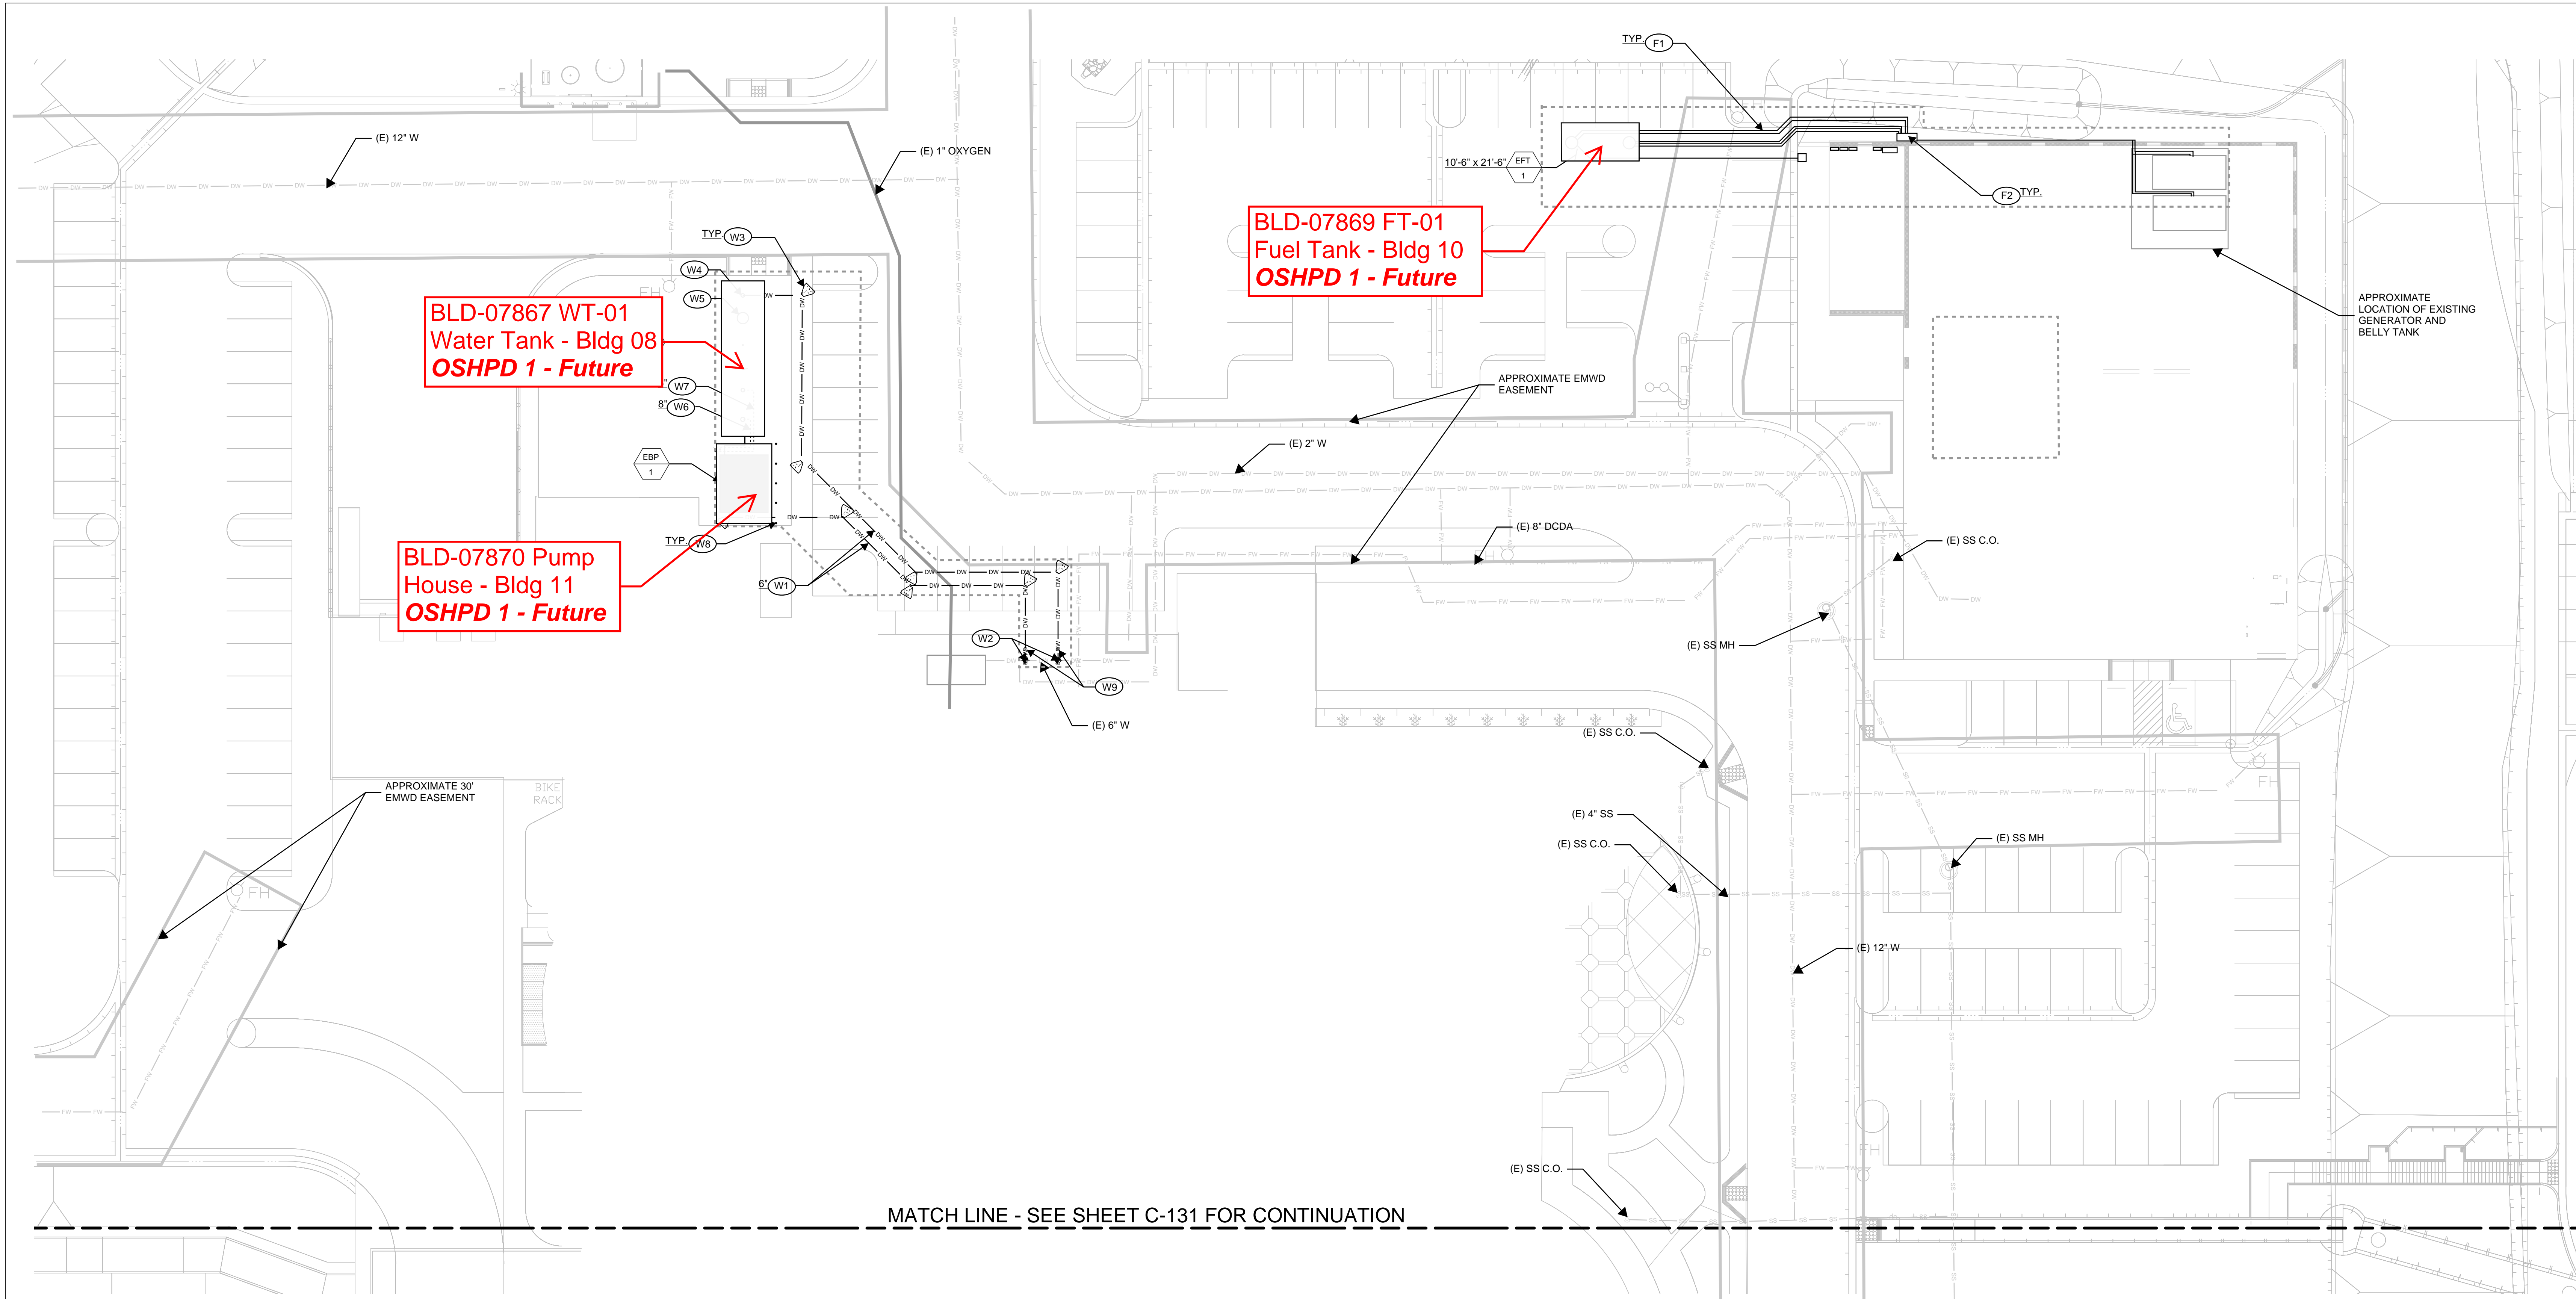 TYP. F1
(E) 12" W
(E) 1" OXYGEN
10'-6" x 21'-6"
EFT
1
F2 TYP.
BLD-07869 FT-01
Fuel Tank - Bldg 10
OSHPD 1 - Future
TYP. W3
W4
W5
FH
BLD-07867 WT-01
Water Tank - Bldg 08
OSHPD 1 - Future
W7
8" W6
APPROXIMATE
LOCATION OF EXISTING
GENERATOR AND
BELLY TANK
APPROXIMATE EMWD
EASEMENT
(E) 2" W
EBP
1
(E) 8" DCDA
FH
TYP. W8
(E) SS C.O.
BLD-07870 Pump
House - Bldg 11
OSHPD 1 - Future
6" W1
W2
(E) SS MH
W9
(E) 6" W
(E) SS C.O.
APPROXIMATE 30'
EMWD EASEMENT
BIKE
RACK
FH
(E) 4" SS
(E) SS C.O.
(E) SS MH
FH
(E) 12" W
FH
(E) SS C.O.
MATCH LINE - SEE SHEET C-131 FOR CONTINUATION